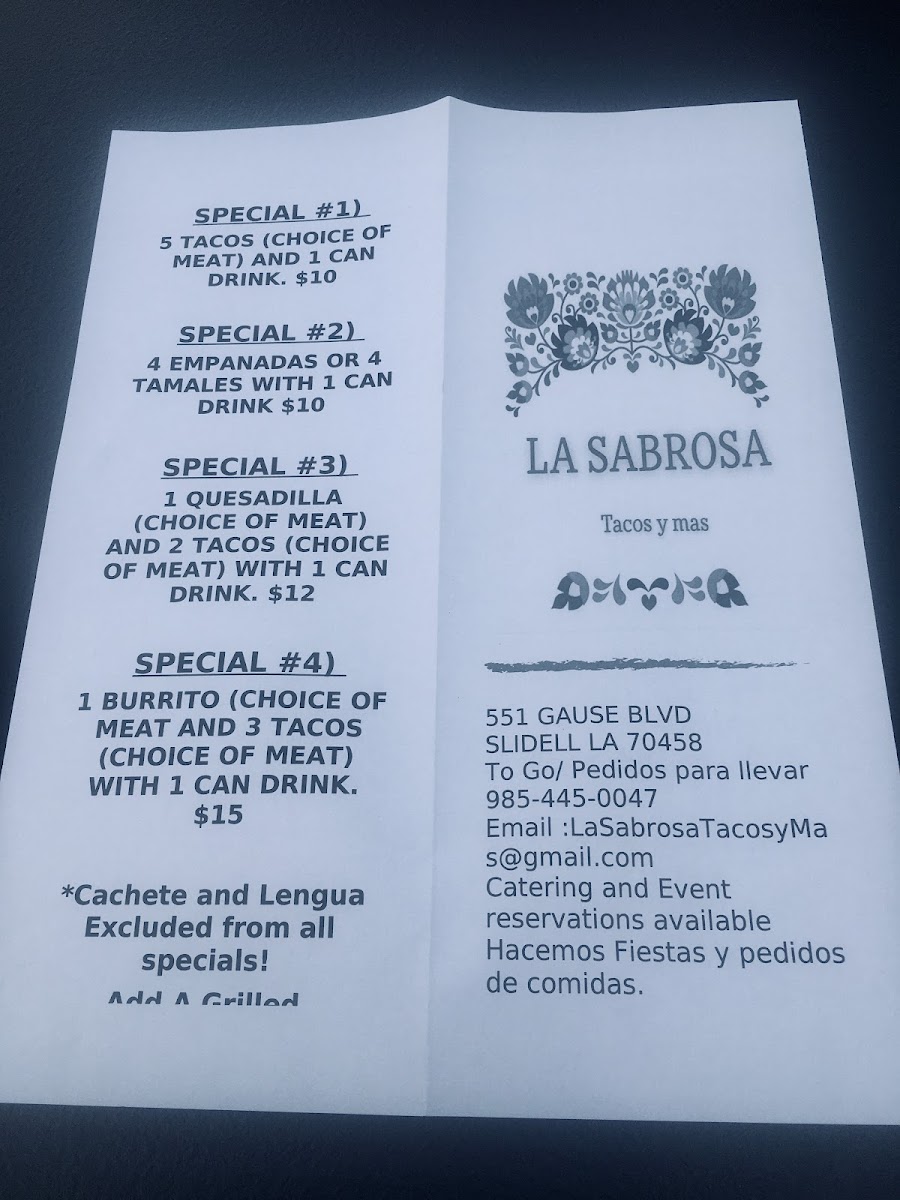 SPECIAL #1)
5 TACOS (CHOICE OF
MEAT) AND 1 CAN
DRINK. $10
SPECIAL #2)
4 EMPANADAS OR 4
TAMALES WITH 1 CAN
DRINK $10
SPECIAL #3)
1 QUESADILLA
(CHOICE OF MEAT)
AND 2 TACOS (CHOICE
OF MEAT) WITH 1 CAN
DRINK. $12
SPECIAL #4)
1 BURRITO (CHOICE OF
MEAT AND 3 TACOS
(CHOICE OF MEAT)
WITH 1 CAN DRINK.
$15
*Cachete and Lengua
Excluded from all
specials!
Add A Grilled
LA SABROSA
Tacos y mas
551 GAUSE BLVD
SLIDELL LA 70458
To Go/ Pedidos para llevar
985-445-0047
Email :LaSabrosaTacosyMa
s@gmail.com
Catering and Event
reservations available
Hacemos Fiestas y pedidos
de comidas.